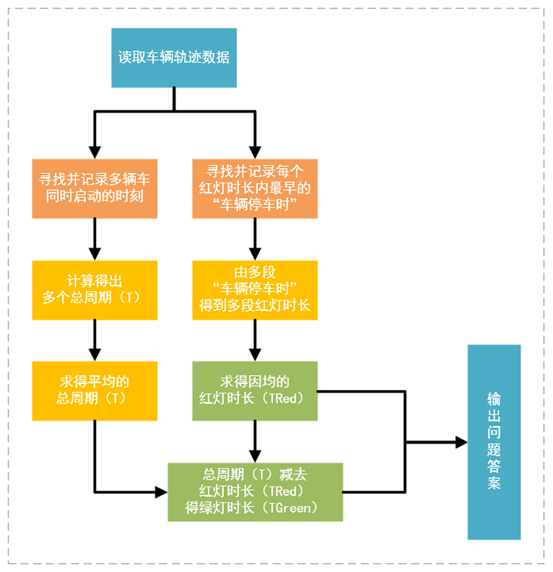 读取车辆轨迹数据
寻找并记录多辆车
同时启动的时刻
寻找并记录每个
红灯时长内最早的
“车辆停车时”
计算得出
多个总周期（T）
由多段
“车辆停车时”
得到多段红灯时长
求得平均的
总周期（T）
求得因均的
红灯时长（TRed）
总周期（T）减去
红灯时长（TRed）
得绿灯时长（TGreen）
输出问题答案